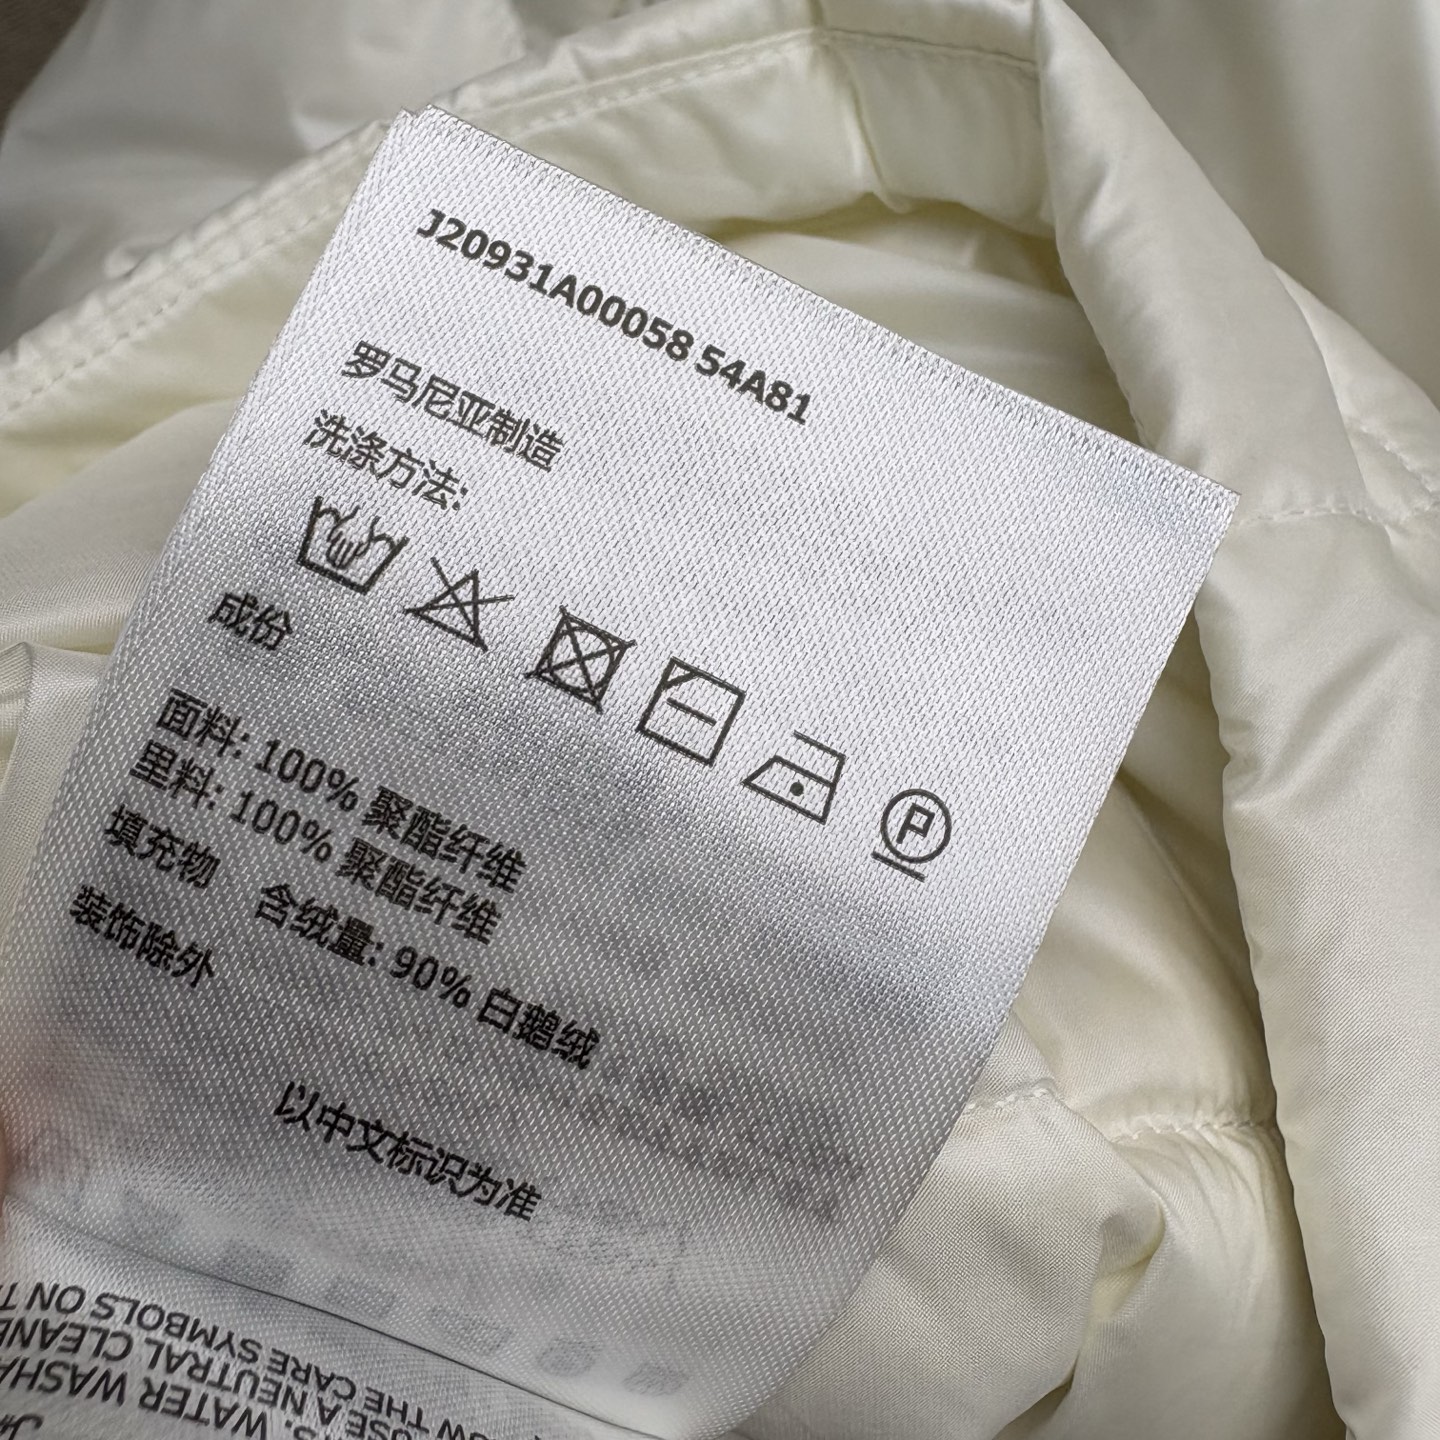 J20931A00058 54A81
罗马尼亚制造
洗涤方法:
P
成份
面料: 100% 聚酯纤维
里料: 100% 聚酯纤维
填充物 含绒量: 90% 白鹅绒
装饰除外
以中文标识为准
THE CARE SYMBOLS ON
USE A NEUTRAL
WATER